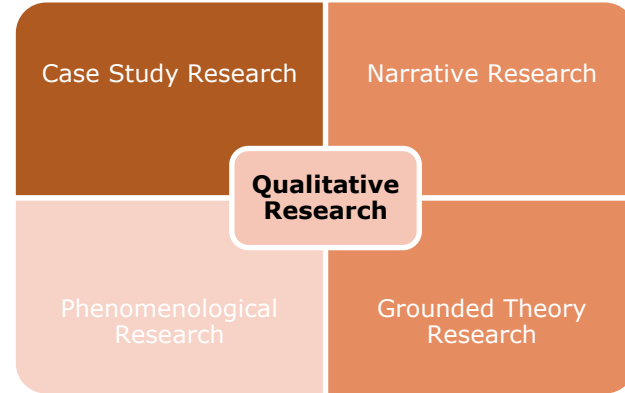 Case Study Research
Narrative Research
Qualitative
Research
Phenomenological
Research
Grounded Theory
Research